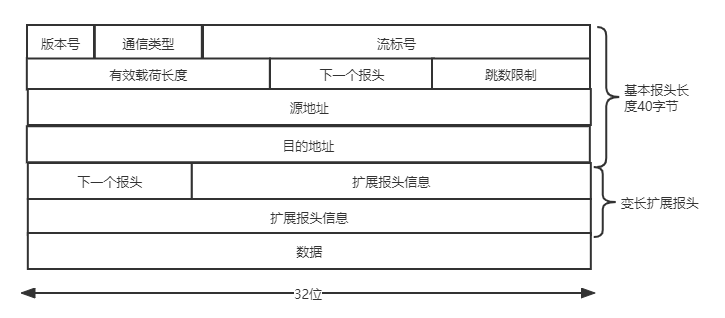 版本号 通信类型 流标号
有效载荷长度 下一个报头 跳数限制
源地址
目的地址
基本报头长
度40字节
下一个报头 扩展报头信息
扩展报头信息
变长扩展报头
数据
32位